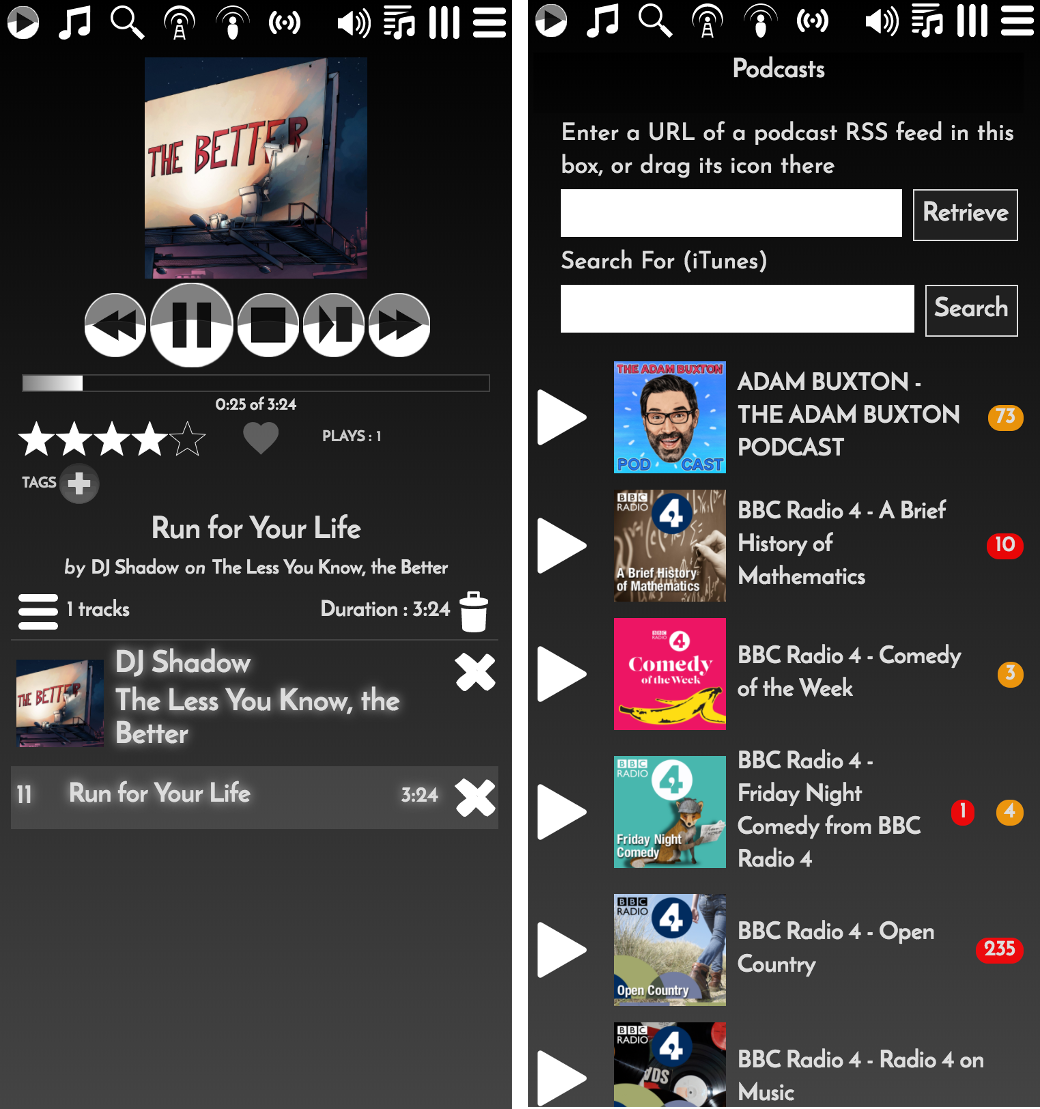 THE BETTER
0:25 of 3:24
PLAYS : 1
TAGS
Run for Your Life
by DJ Shadow on The Less You Know, the Better
1 tracks
Duration : 3:24
THE BETTER
DJ Shadow
The Less You Know, the
Better
11 Run for Your Life 3:24
Podcasts
Enter a URL of a podcast RSS feed in this
box, or drag its icon there
Retrieve
Search For (iTunes)
Search
THE ADAM BUXTON
PODCAST
ADAM BUXTON -
THE ADAM BUXTON
PODCAST
73
BBC
RADIO
4
A Brief History
of Mathematics
BBC Radio 4 - A Brief
History of
Mathematics
10
BBC
RADIO
4
Comedy
of the Week
BBC Radio 4 - Comedy
of the Week
3
BBC
RADIO
4
Friday Night
Comedy
BBC Radio 4 -
Friday Night
Comedy from BBC
Radio 4
1
4
BBC
RADIO
4
Open Country
BBC Radio 4 - Open
Country
235
BBC
RADIO
4
BBC Radio 4 - Radio 4 on
Music